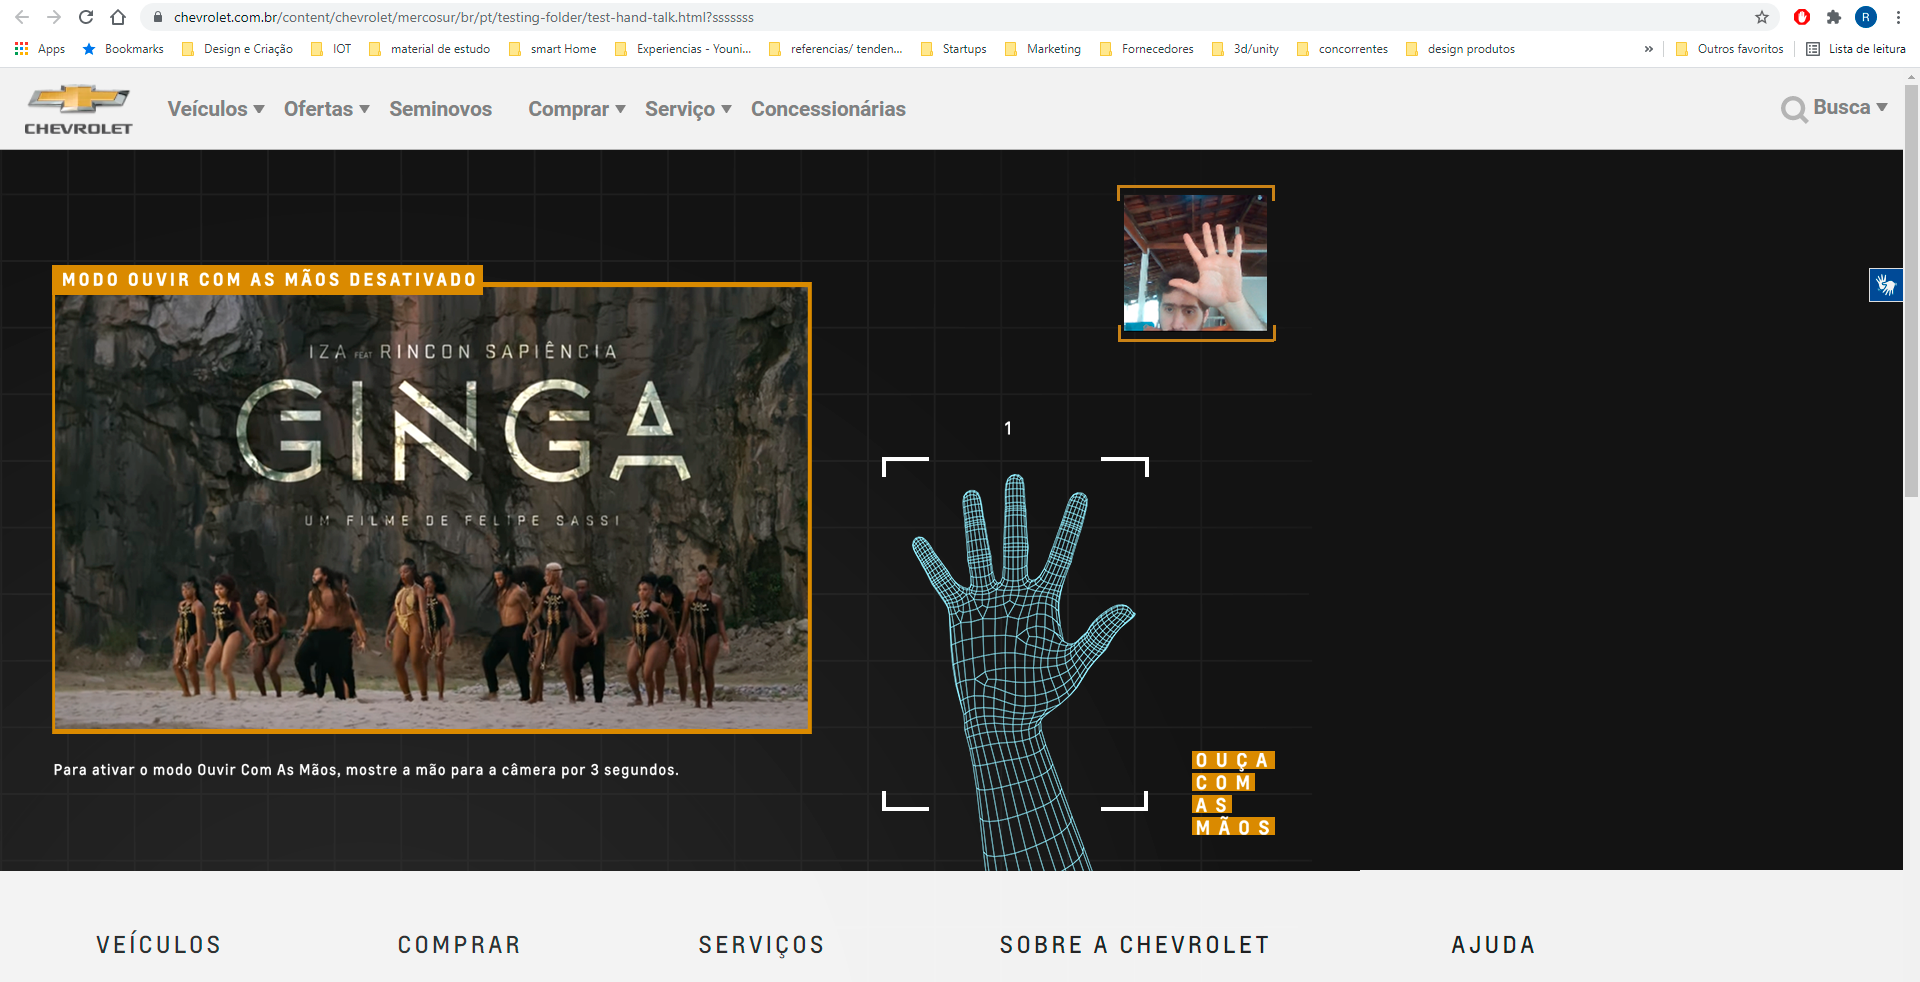 chevrolet.com.br/content/chevrolet/mercosur/br/pt/testing-folder/test-hand-talk.html?sssssss
R
Apps Bookmarks Design e Criação IOT material de estudo smart Home Experiencias - Youni... referencias/ tenden... Startups Marketing Fornecedores 3d/unity concorrentes design produtos » Outros favoritos Lista de leitura
CHEVROLET
Veículos Ofertas Seminovos Comprar Serviço Concessionárias Busca
MODO OUVIR COM AS MÃOS DESATIVADO
IZA FEAT RINCON SAPIÊNCIA
GINGA
UM FILME DE FELIPE SASSI
Para ativar o modo Ouvir Com As Mãos, mostre a mão para a câmera por 3 segundos.
1
OUÇA
COM
AS
MÃOS
VEÍCULOS COMPRAR SERVIÇOS SOBRE A CHEVROLET AJUDA